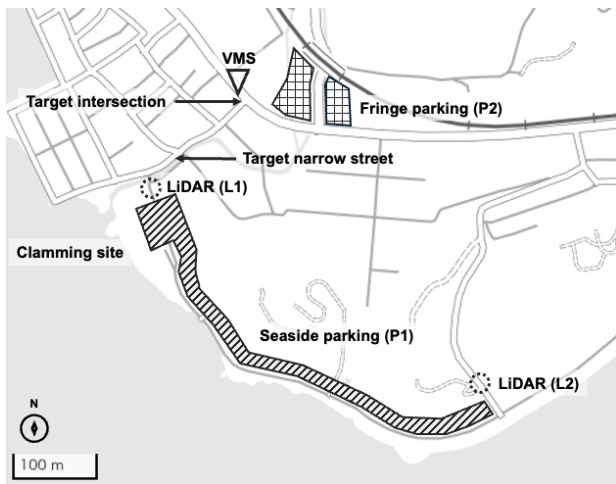 VMS
Target intersection
Fringe parking (P2)
Target narrow street
LiDAR (L1)
Clamming site
Seaside parking (P1)
LiDAR (L2)
N
100 m